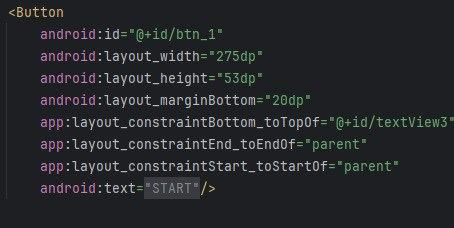 <Button
android:id="@+id/btn_1"
android:layout_width="275dp"
android:layout_height="53dp"
android:layout_marginBottom="20dp"
app:layout_constraintBottom_toTopOf="@+id/textView3"
app:layout_constraintEnd_toEndOf="parent"
app:layout_constraintStart_toStartOf="parent"
android:text="START"/>